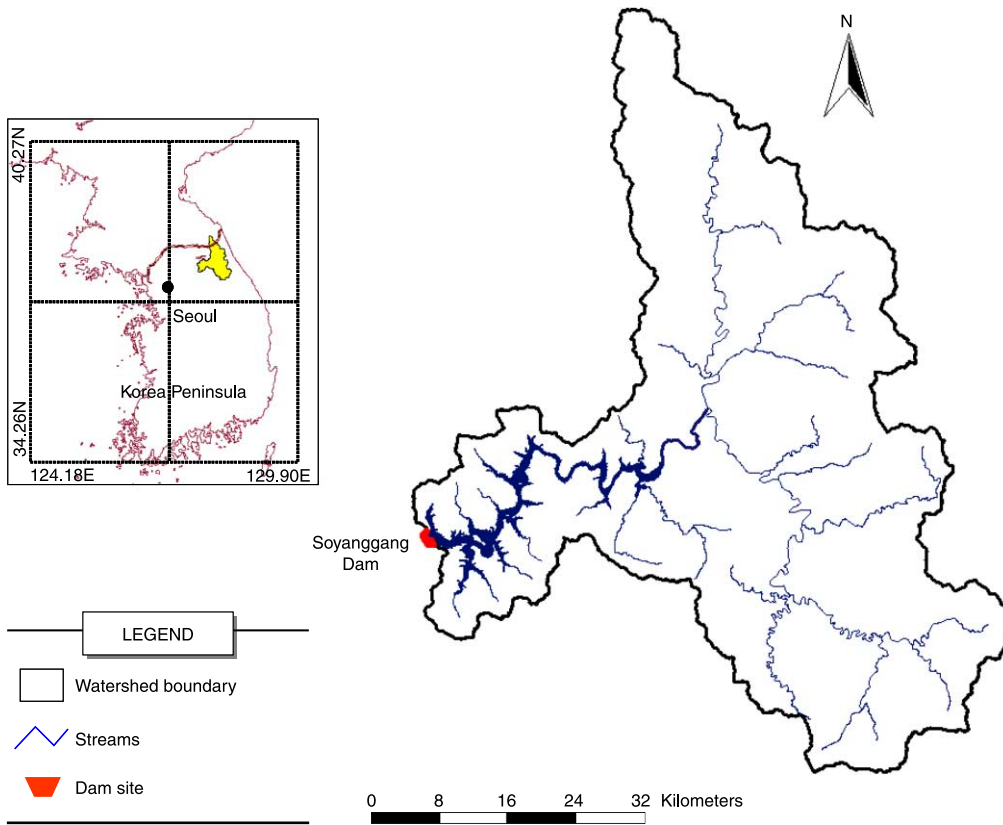 N
40.27N
Seoul
Korea Peninsula
34.26N
124.18E
129.90E
Soyanggang
Dam
LEGEND
Watershed boundary
Streams
Dam site
0 8 16 24 32 Kilometers